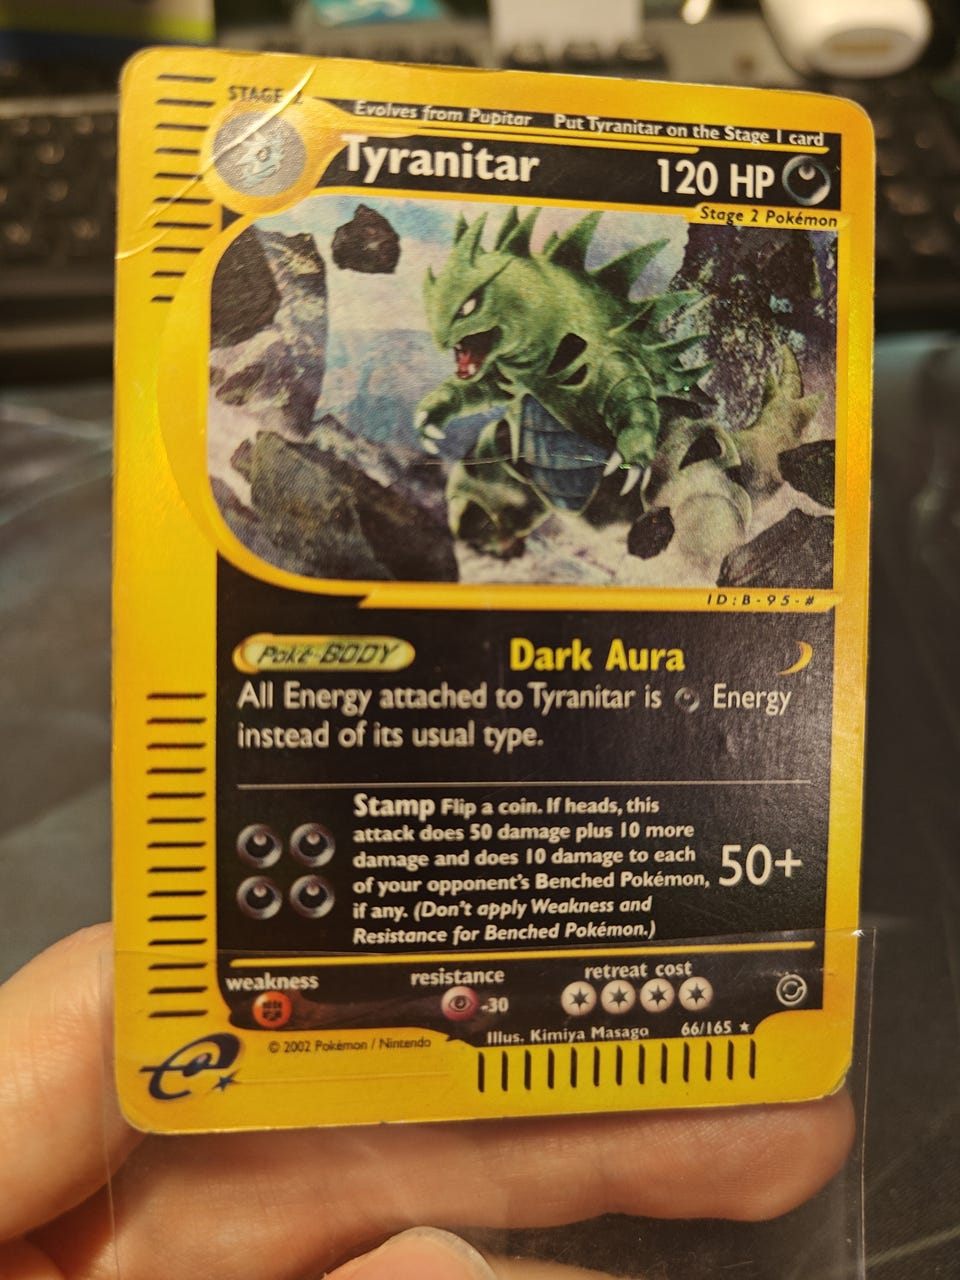 STAGE 2
Evolves from Pupitar Put Tyranitar on the Stage 1 card
Tyranitar 120 HP
Stage 2 Pokémon
ID:B-95-#
Poké-BODY Dark Aura
All Energy attached to Tyranitar is Energy
instead of its usual type.
Stamp Flip a coin. If heads, this
attack does 50 damage plus 10 more
damage and does 10 damage to each
of your opponent's Benched Pokémon,
if any. (Don't apply Weakness and
Resistance for Benched Pokémon.)
50+
weakness resistance retreat cost
-30
Illus. Kimiya Masago 66/165 ★
© 2002 Pokémon / Nintendo
e